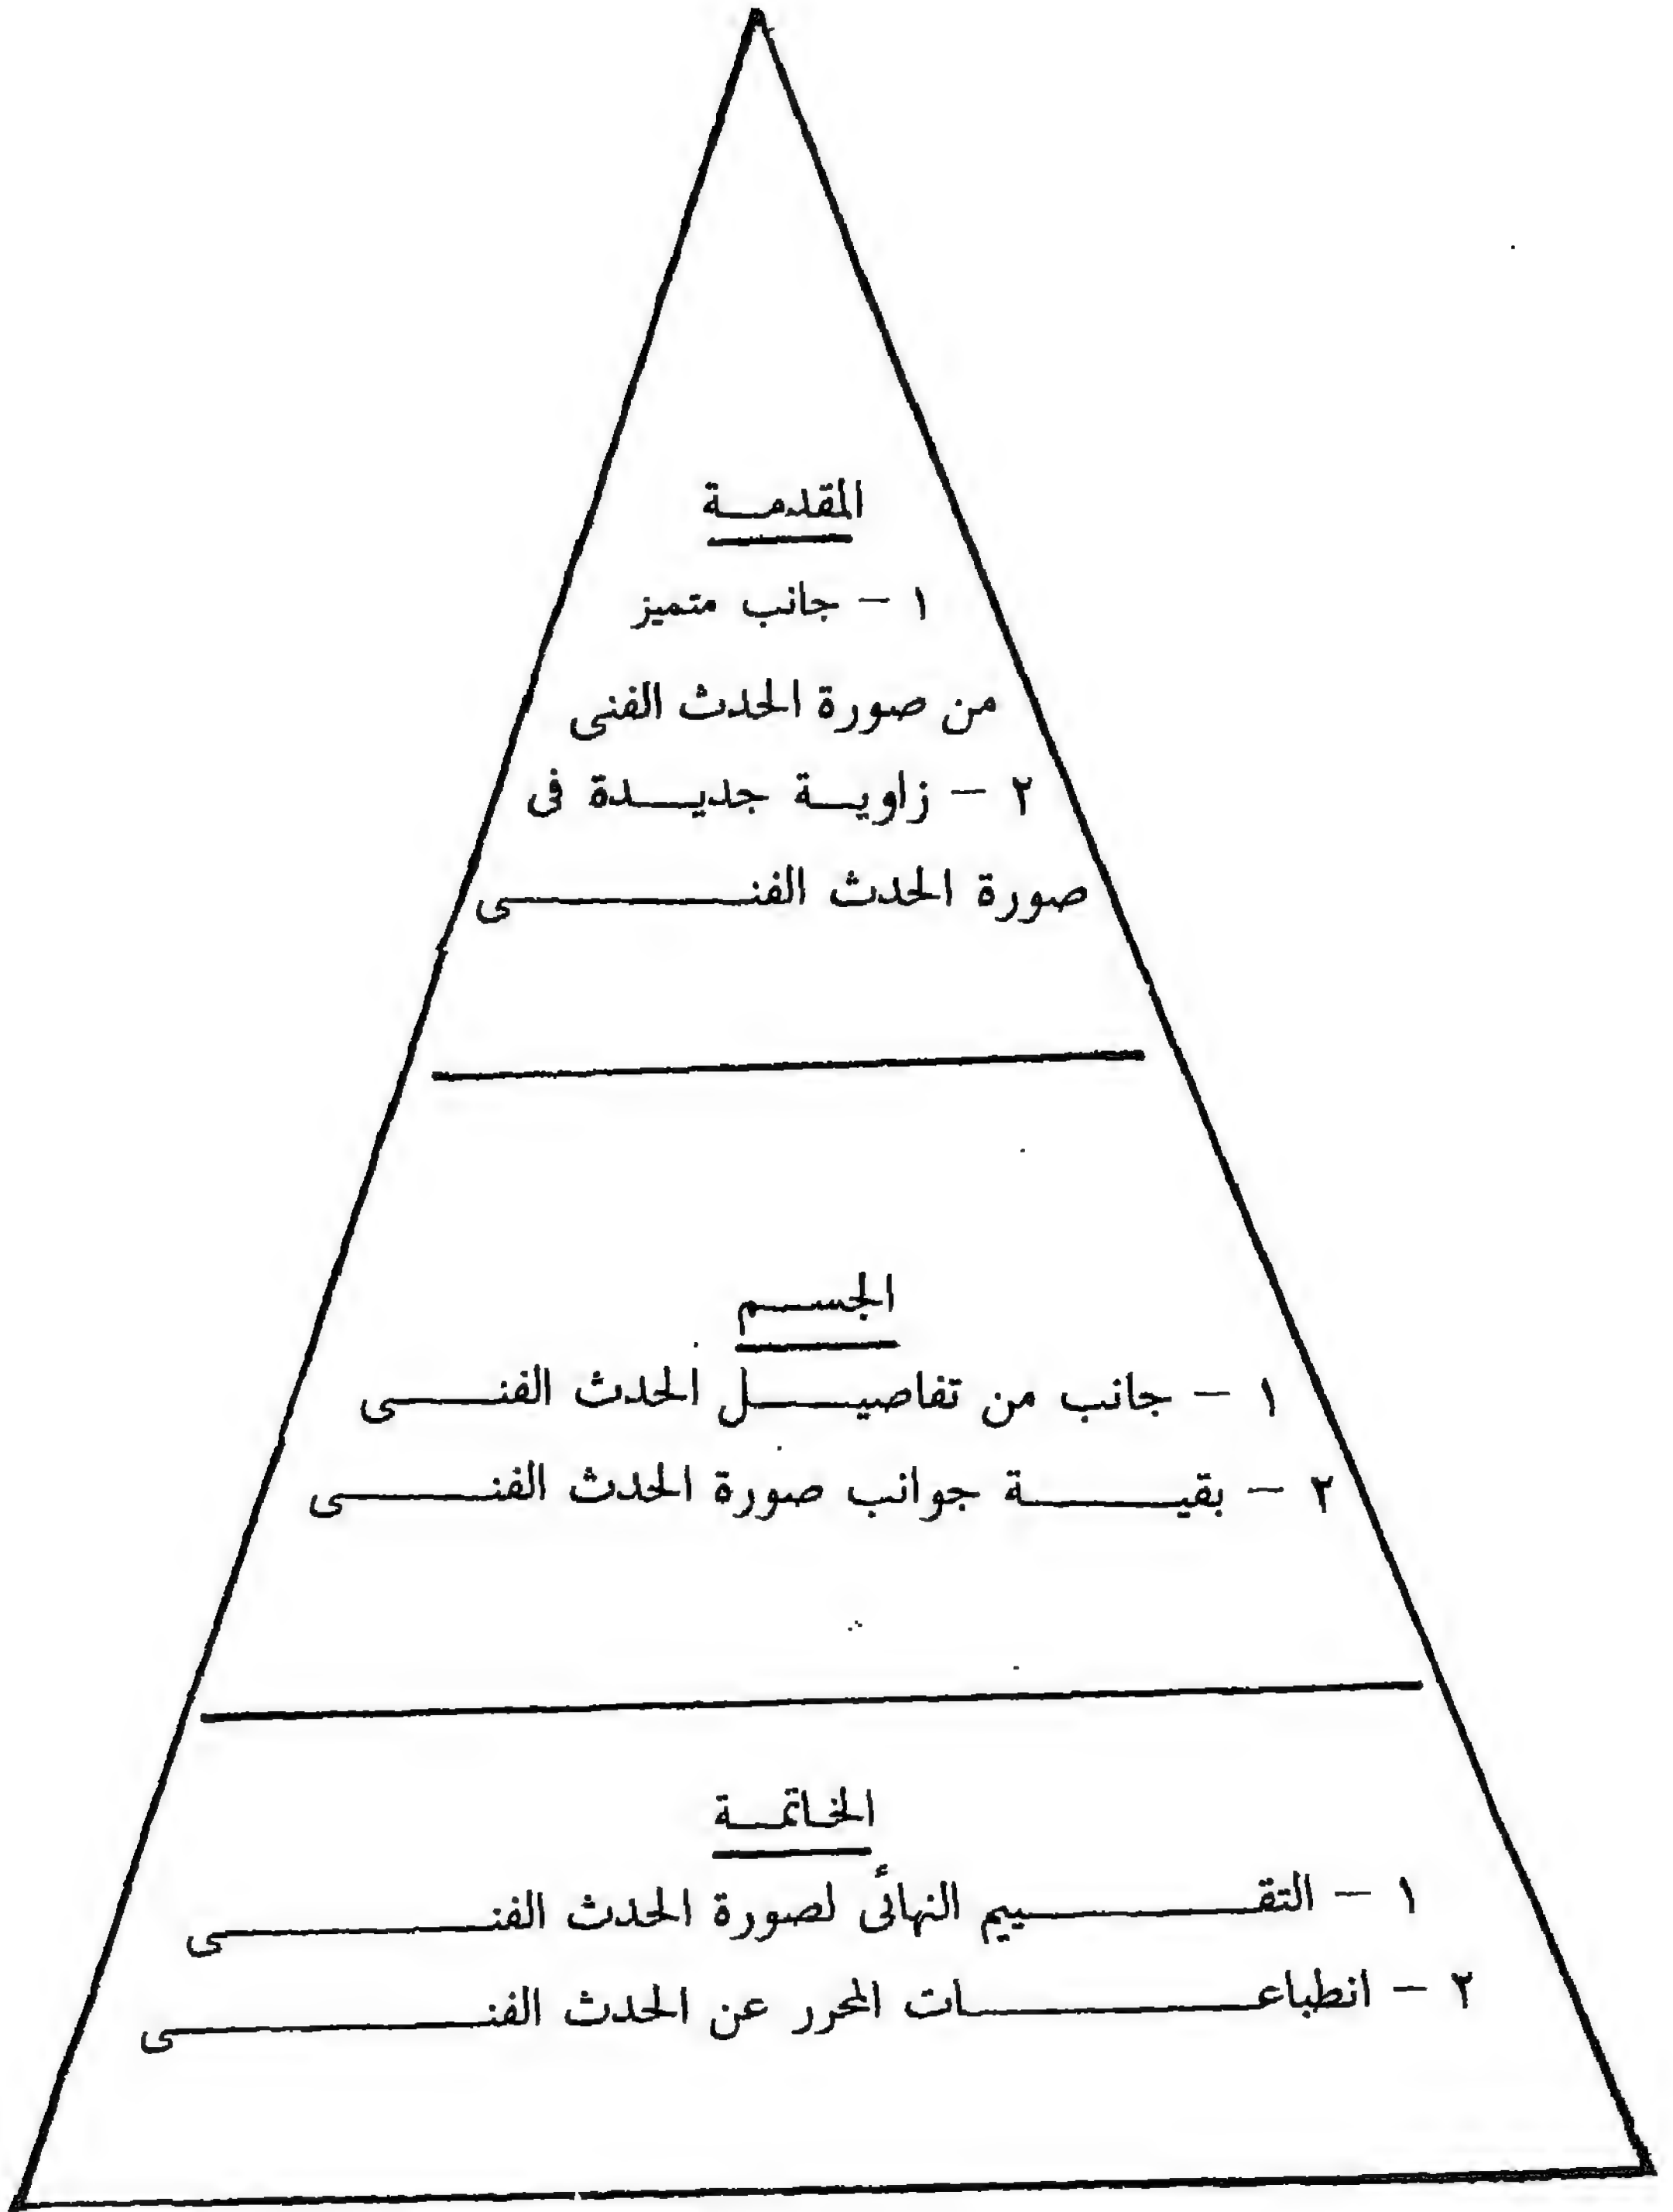 المقدمة
١ - جانب متميز
من صورة الحدث الفنى
٢ - زاوية جديدة فى
صورة الحدث الفنى
الجسم
١ - جانب من تفاصيل الحدث الفنى
٢ - بقية جوانب صورة الحدث الفنى
الخاتمة
١ - التقييم النهائى لصورة الحدث الفنى
٢ - انطباعات المحرر عن الحدث الفنى